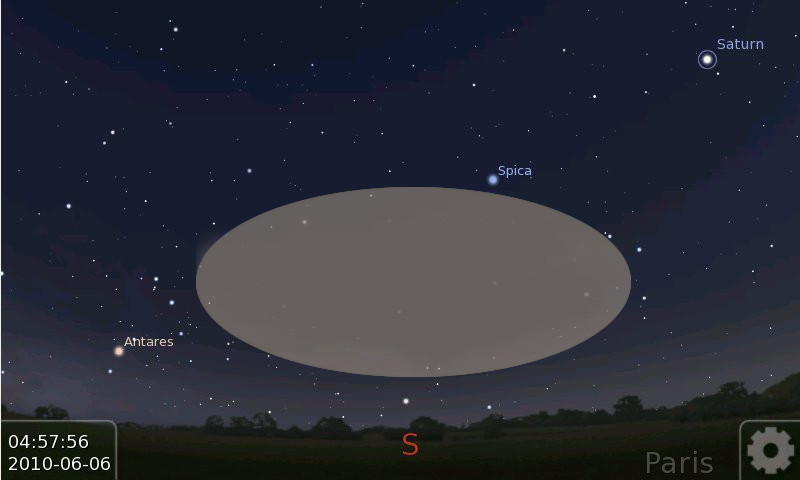 Saturn
Spica
Antares
04:57:56
2010-06-06
S
Paris